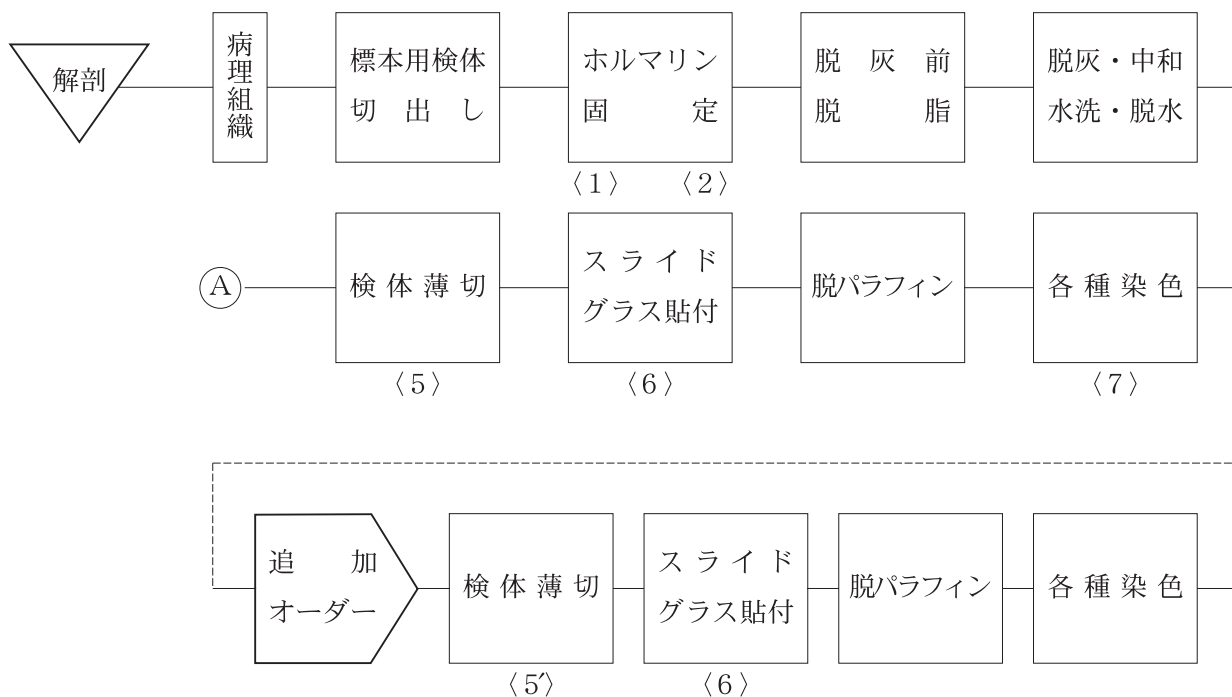 解剖
病理組織
標本用検体
切出し
ホルマリン
固定
脱灰前
脱脂
脱灰・中和
水洗・脱水
〈1〉 〈2〉
Ⓐ
検体薄切
スライド
グラス貼付
脱パラフィン
各種染色
〈5〉
〈6〉
〈7〉
追加
オーダー
検体薄切
スライド
グラス貼付
脱パラフィン
各種染色
〈5′〉
〈6〉